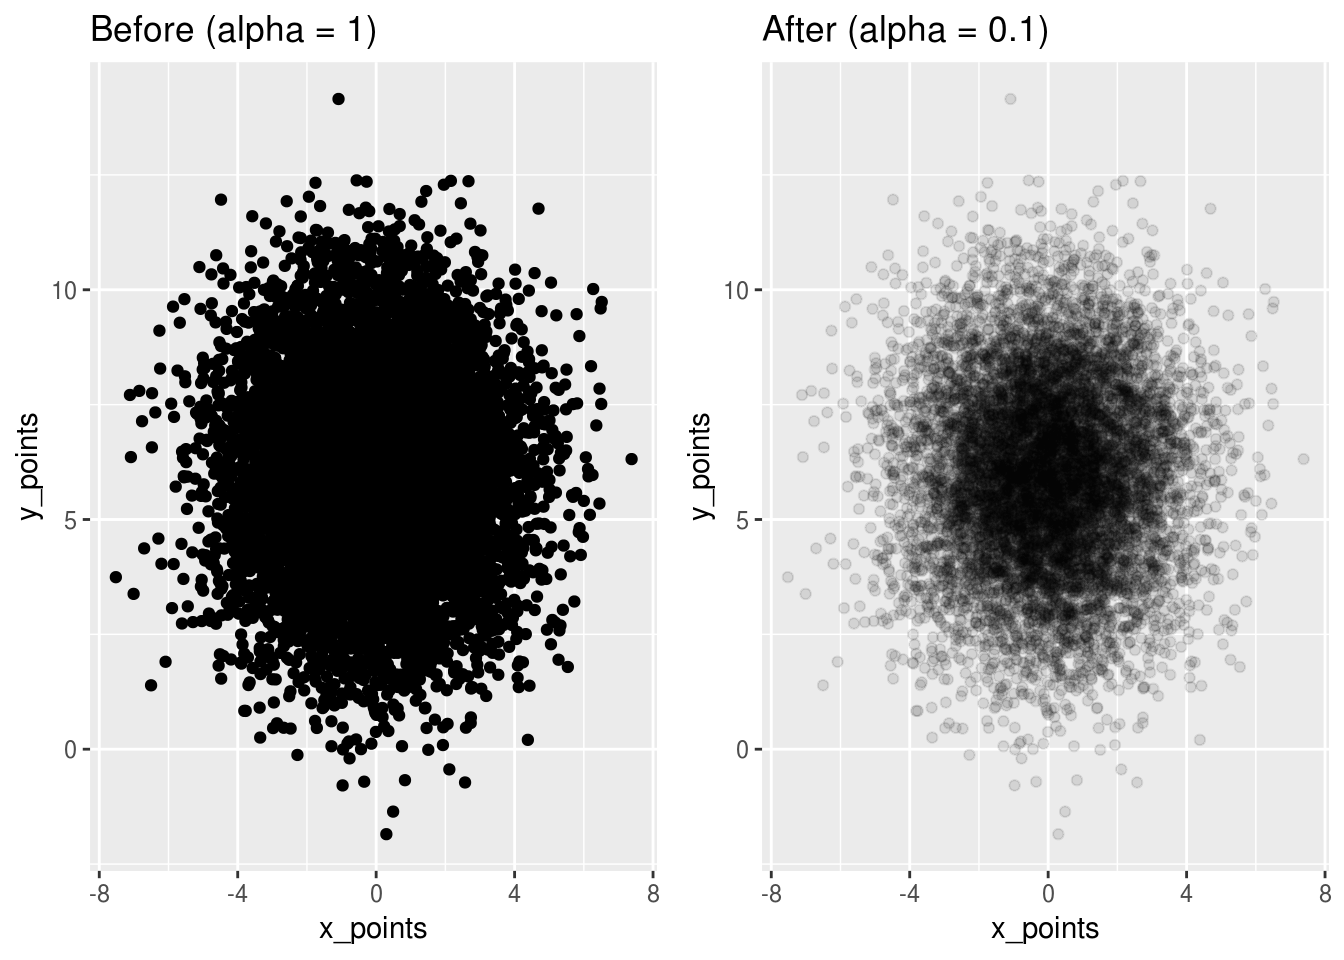 Before (alpha = 1)
y_points
10
5
0
-8 -4 0 4 8
x_points
After (alpha = 0.1)
y_points
10
5
0
-8 -4 0 4 8
x_points